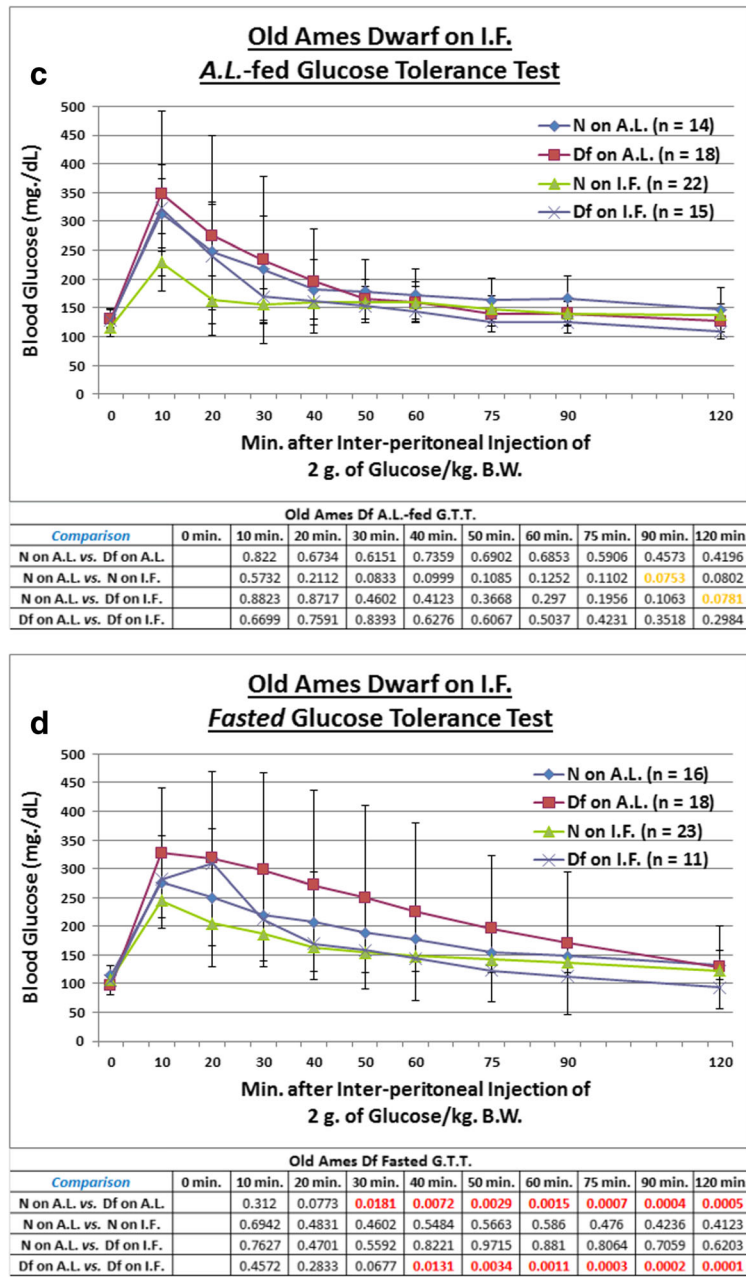 c
Old Ames Dwarf on I.F.
A.L.-fed Glucose Tolerance Test
N on A.L. (n = 14)
Df on A.L. (n = 18)
N on I.F. (n = 22)
Df on I.F. (n = 15)
Blood Glucose (mg./dL)
500
450
400
350
300
250
200
150
100
50
0
0 10 20 30 40 50 60 75 90 120
Min. after Inter-peritoneal Injection of
2 g. of Glucose/kg. B.W.
Old Ames Df A.L.-fed G.T.T.
Comparison 0 min. 10 min. 20 min. 30 min. 40 min. 50 min. 60 min. 75 min. 90 min. 120 min.
N on A.L. vs. Df on A.L. 0.822 0.6734 0.6151 0.7359 0.6902 0.6853 0.5906 0.4573 0.4196
N on A.L. vs. N on I.F. 0.5732 0.2112 0.0833 0.0999 0.1085 0.1252 0.1102 0.0753 0.0802
N on A.L. vs. Df on I.F. 0.8823 0.8717 0.4602 0.4123 0.3668 0.297 0.1956 0.1063 0.0781
Df on A.L. vs. Df on I.F. 0.6699 0.7591 0.8393 0.6276 0.6067 0.5037 0.4231 0.3518 0.2984
d
Old Ames Dwarf on I.F.
Fasted Glucose Tolerance Test
N on A.L. (n = 16)
Df on A.L. (n = 18)
N on I.F. (n = 23)
Df on I.F. (n = 11)
Blood Glucose (mg./dL)
500
450
400
350
300
250
200
150
100
50
0
0 10 20 30 40 50 60 75 90 120
Min. after Inter-peritoneal Injection of
2 g. of Glucose/kg. B.W.
Old Ames Df Fasted G.T.T.
Comparison 0 min. 10 min. 20 min. 30 min. 40 min. 50 min. 60 min. 75 min. 90 min. 120 min.
N on A.L. vs. Df on A.L. 0.312 0.0773 0.0181 0.0072 0.0029 0.0015 0.0007 0.0004 0.0005
N on A.L. vs. N on I.F. 0.6942 0.4831 0.4602 0.5484 0.5663 0.586 0.476 0.4236 0.4123
N on A.L. vs. Df on I.F. 0.7627 0.4701 0.5592 0.8221 0.9715 0.881 0.8064 0.7059 0.6203
Df on A.L. vs. Df on I.F. 0.4572 0.2833 0.0677 0.0131 0.0034 0.0011 0.0003 0.0002 0.0001